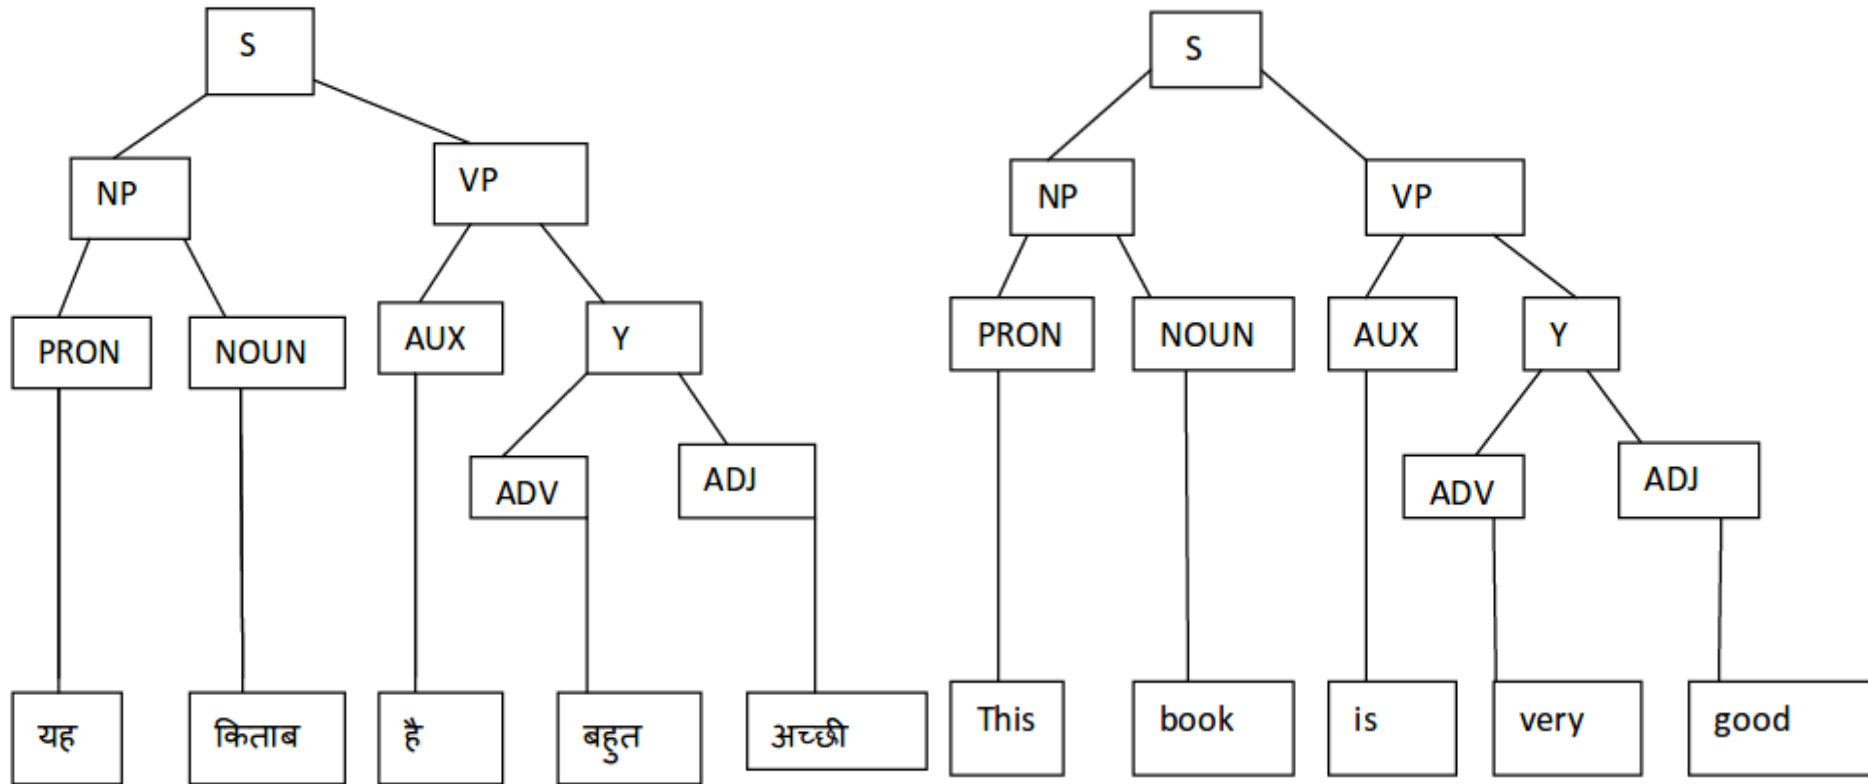 S
S
NP
VP
NP
VP
PRON
NOUN
AUX
Y
PRON
NOUN
AUX
Y
ADV
ADJ
ADV
ADJ
यह
किताब
है
बहुत
अच्छी
This
book
is
very
good